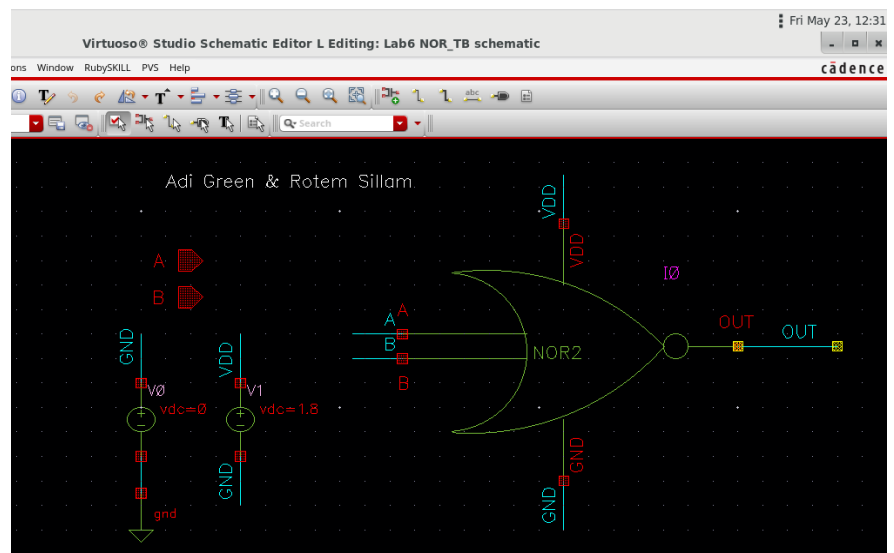 Fri May 23, 12:31
Virtuoso® Studio Schematic Editor L Editing: Lab6 NOR_TB schematic
ons Window RubySKILL PVS Help
cādence
abc
Search
Adi Green & Rotem Sillam
VDD
VDD
A
B
IØ
A
A
B
B
NOR2
OUT
OUT
GND
VDD
VØ
vdc=0
V1
vdc=1.8
GND
gnd
GND
GND